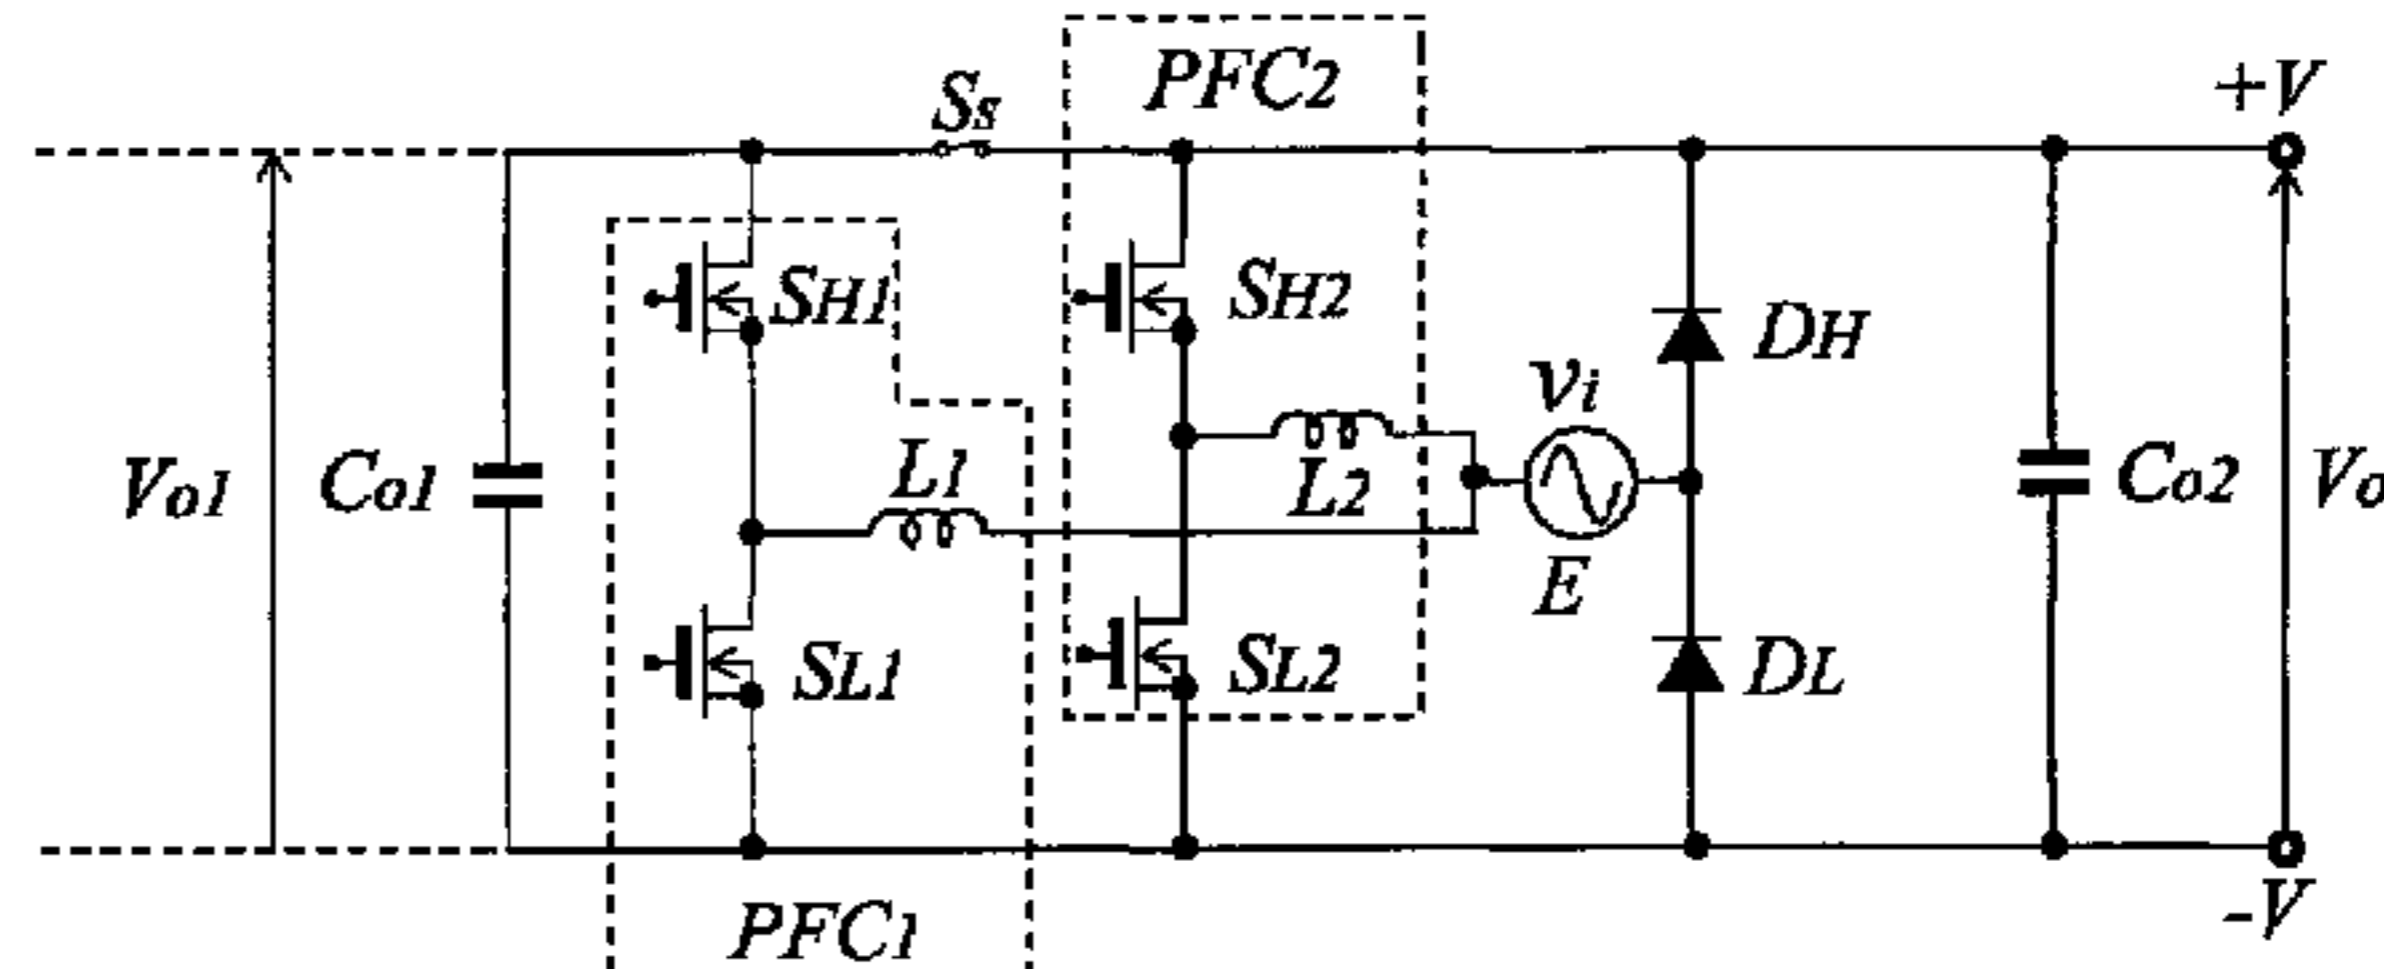 PFC2
Ss
+V
SH1
SH2
DH
vi
Vo1
Co1
L1
L2
Co2
Vo
E
SL1
SL2
DL
PFC1
-V